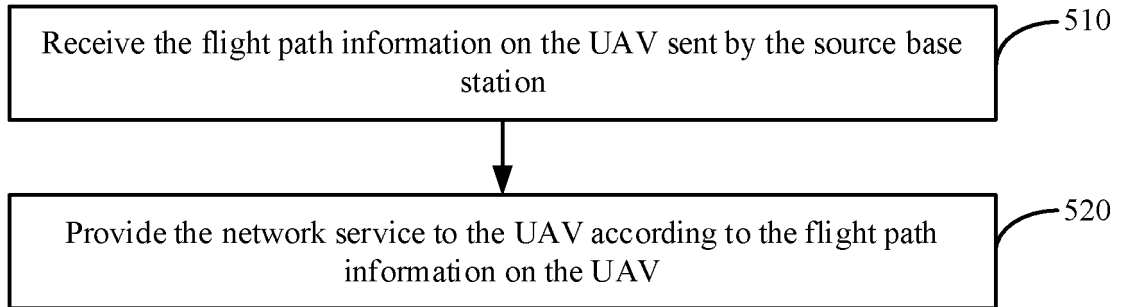 Receive the flight path information on the UAV sent by the source base
station
510
Provide the network service to the UAV according to the flight path
information on the UAV
520